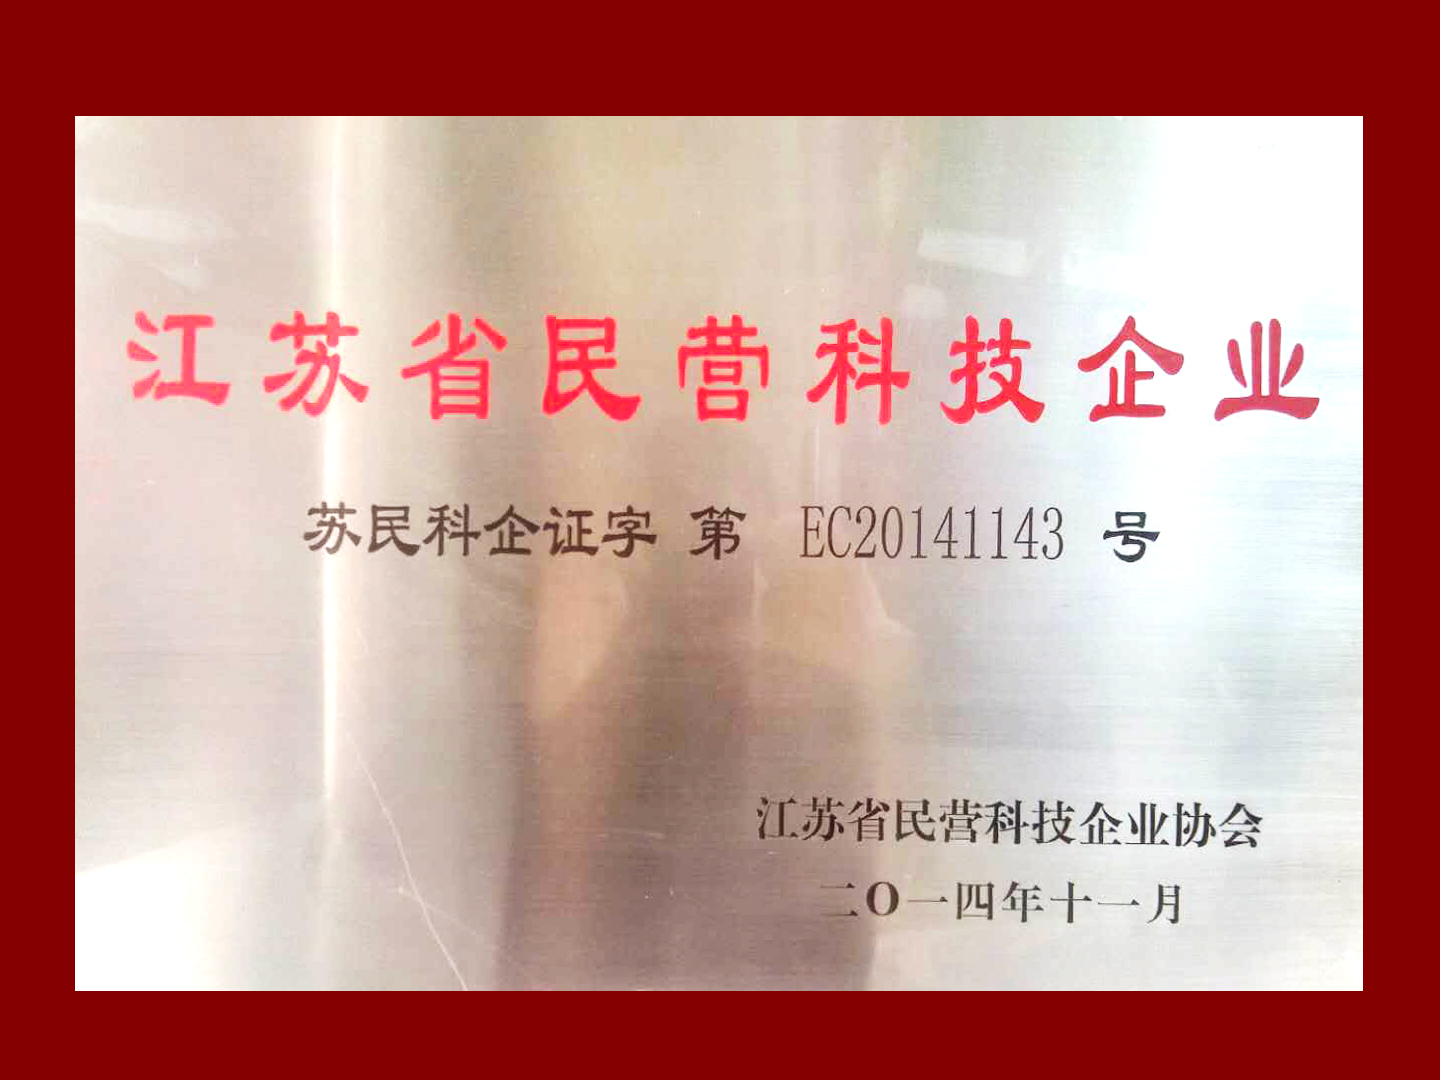 江苏省民营科技企业
苏民科企证字 第 EC20141143 号
江苏省民营科技企业协会
二〇一四年十一月